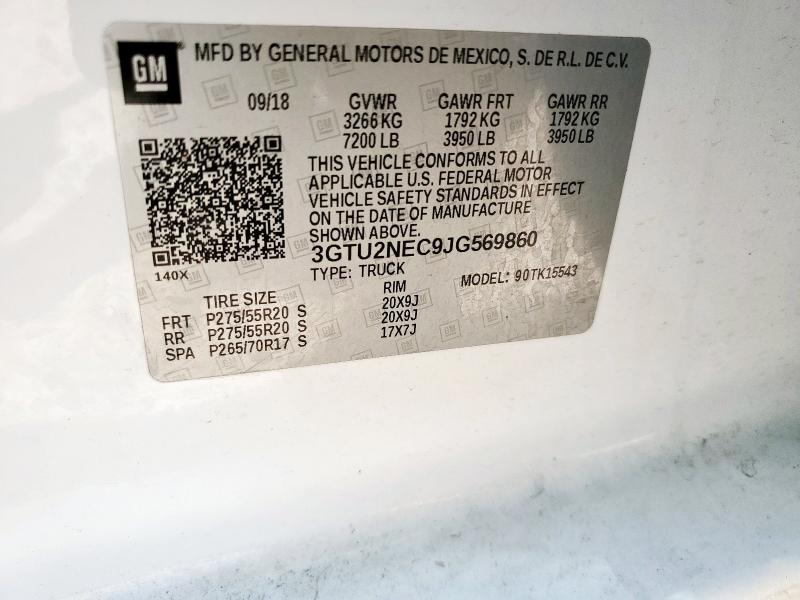 GM MFD BY GENERAL MOTORS DE MEXICO, S. DE R.L. DE C.V.
09/18 GVWR GAWR FRT GAWR RR
3266 KG 1792 KG 1792 KG
7200 LB 3950 LB 3950 LB
THIS VEHICLE CONFORMS TO ALL
APPLICABLE U.S. FEDERAL MOTOR
VEHICLE SAFETY STANDARDS IN EFFECT
ON THE DATE OF MANUFACTURE
SHOWN ABOVE.
3GTU2NEC9JG569860
140X
TYPE: TRUCK MODEL: 90TK15543
TIRE SIZE RIM
FRT P275/55R20 S 20X9J
RR P275/55R20 S 20X9J
SPA P265/70R17 S 17X7J